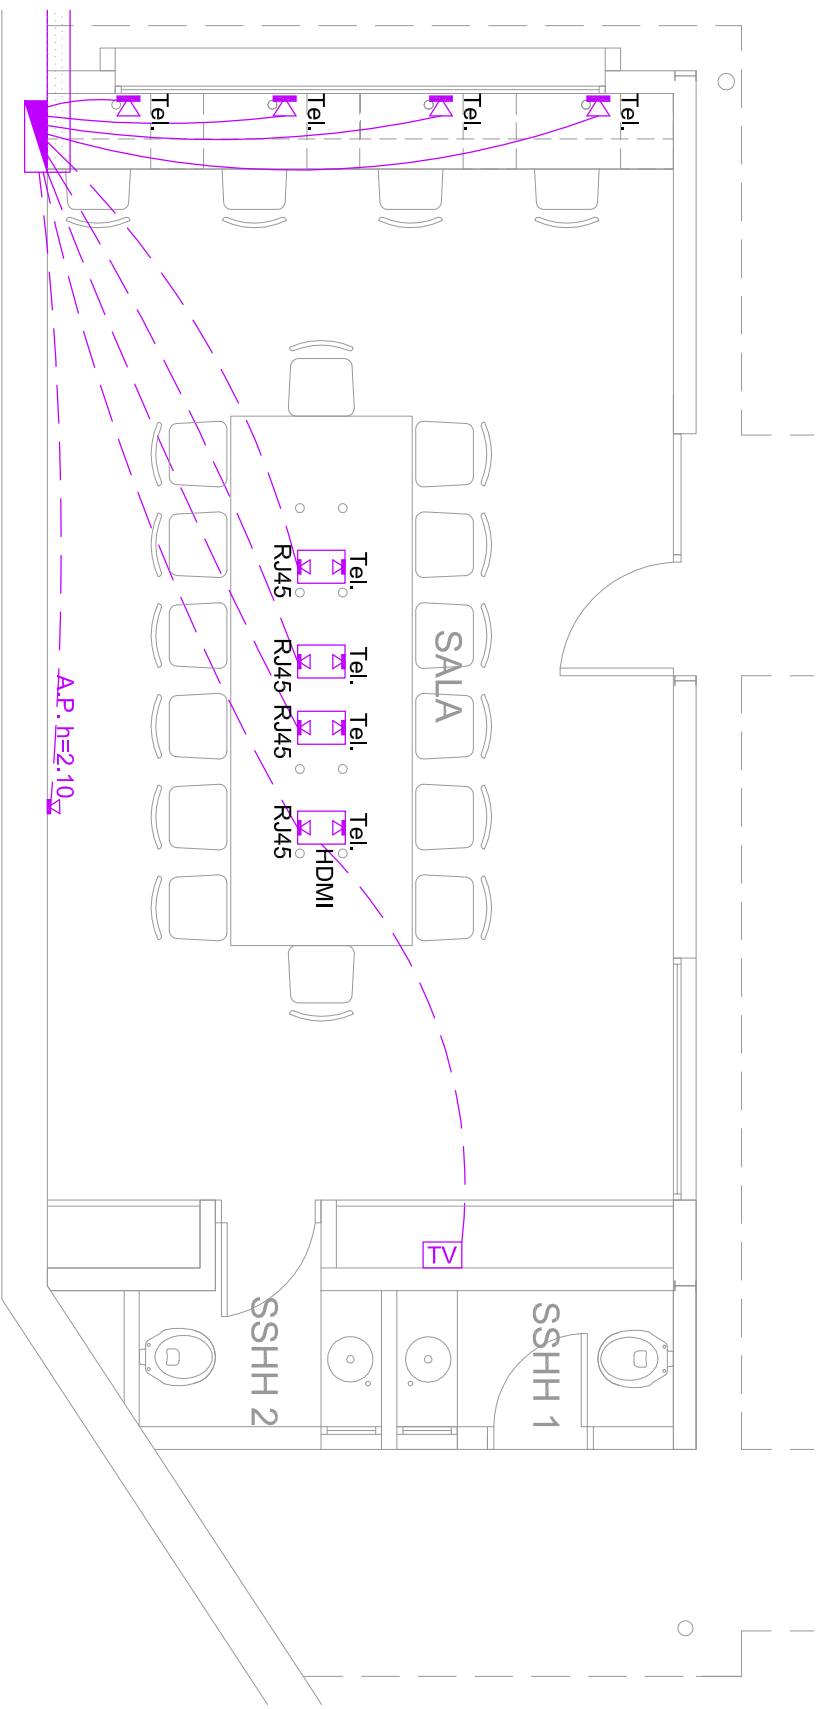 Tel.
Tel.
Tel.
Tel.
Tel.
RJ45
Tel.
RJ45
Tel.
RJ45
Tel.
RJ45
HDMI
SALA
A.P. h=2.10
TV
SSHH 2
SSHH 1